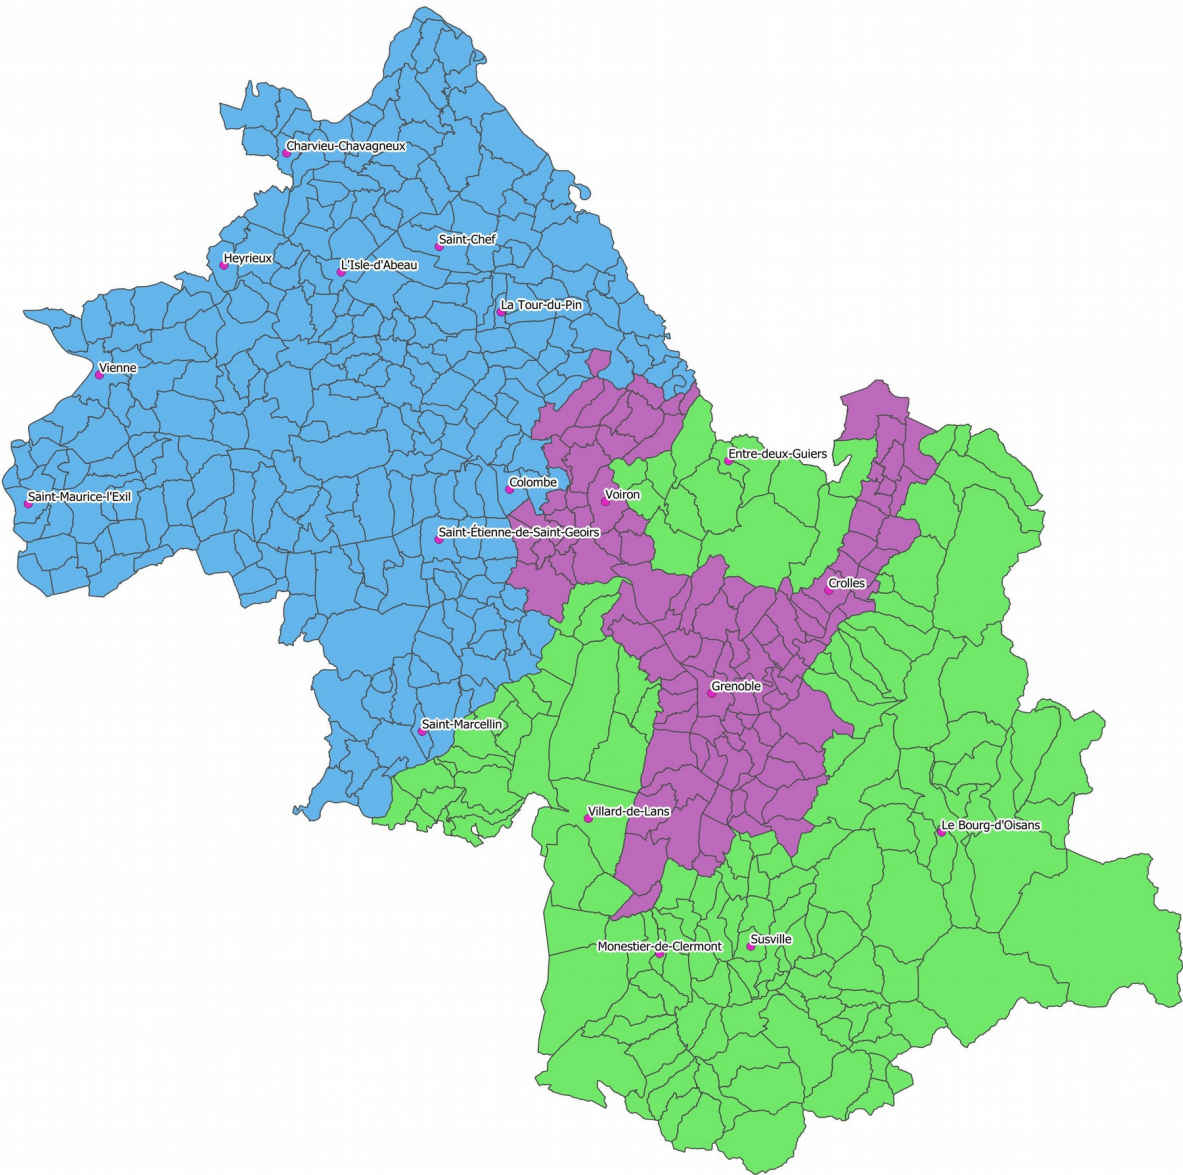 Charvieu-Chavagneux
Saint-Chef
Heyrieux
L'Isle-d'Abeau
La Tour-du-Pin
Vienne
Entre-deux-Guiers
Colombe
Voiron
Saint-Maurice-l'Exil
Saint-Étienne-de-Saint-Geoirs
Crolles
Grenoble
Saint-Marcellin
Villard-de-Lans
Le Bourg-d'Oisans
Susville
Monestier-de-Clermont